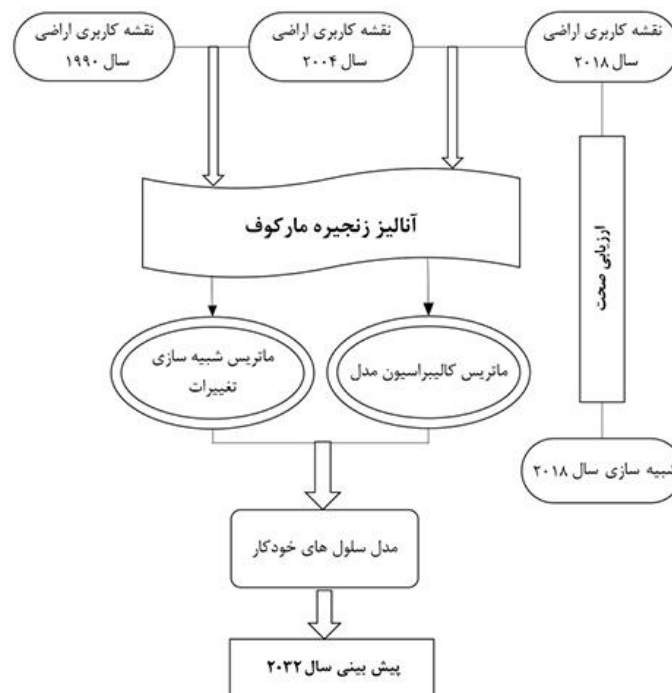 نقشه کاربری اراضی
سال ۲۰۱۸
نقشه کاربری اراضی
سال ۲۰۰۴
نقشه کاربری اراضی
سال ۱۹۹۰
آنالیز زنجیره مارکوف
ارزیابی صحت
ماتریس کالیبراسیون مدل
ماتریس شبیه سازی
تغییرات
شبیه سازی سال ۲۰۱۸
مدل سلول های خودکار
پیش بینی سال ۲۰۳۲